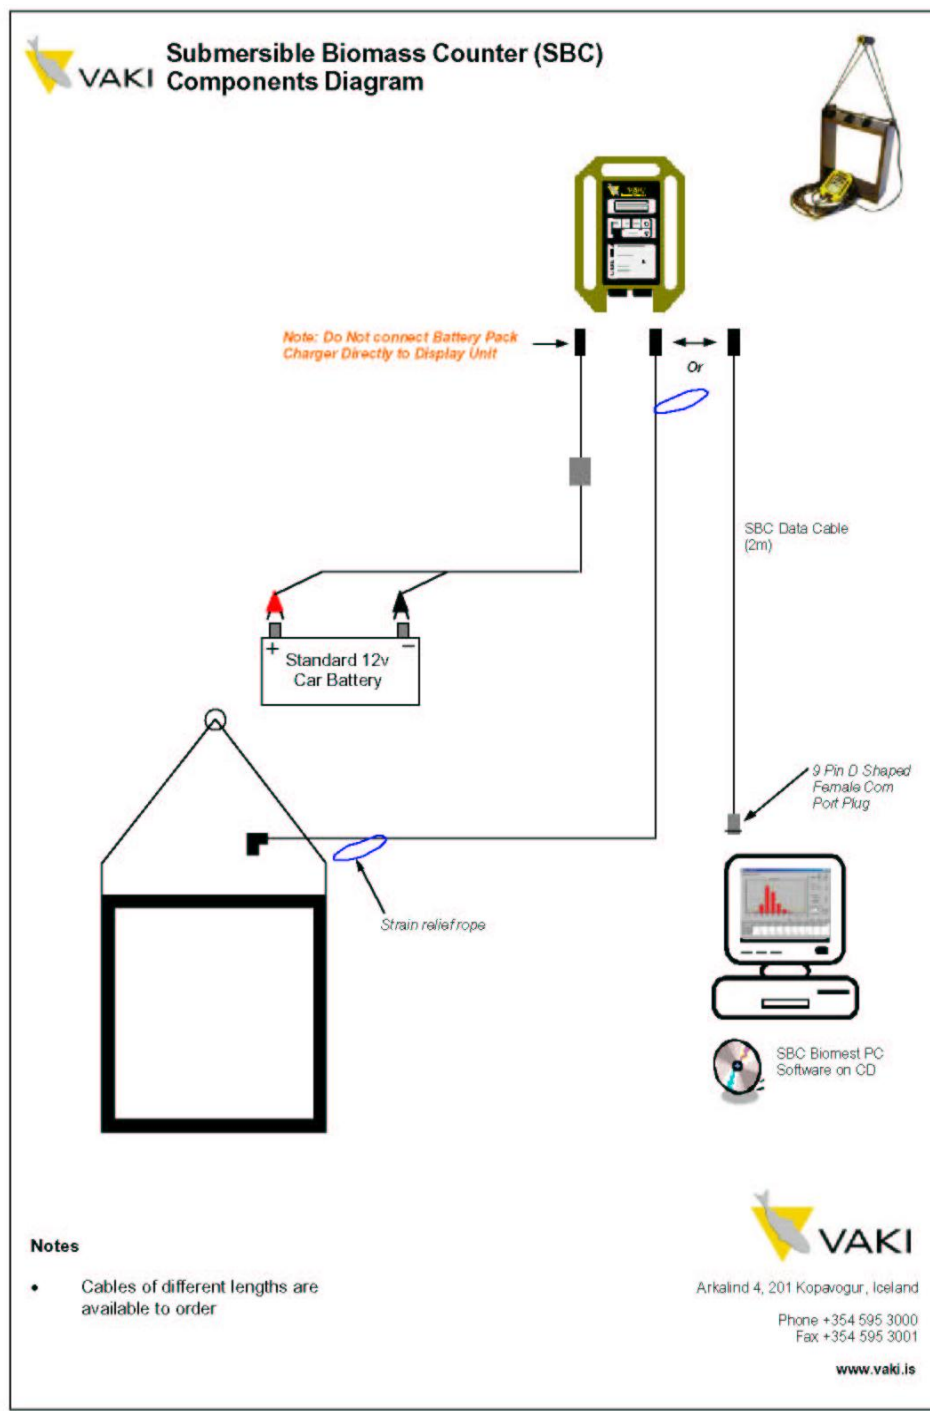 VAKI
Submersible Biomass Counter (SBC)
Components Diagram
Note: Do Not connect Battery Pack
Charger Directly to Display Unit
Or
SBC Data Cable
(2m)
+
−
Standard 12v
Car Battery
9 Pin D Shaped
Female Com
Port Plug
Strain relief rope
SBC Biomest PC
Software on CD
VAKI
Notes
• Cables of different lengths are
available to order
Arkalind 4, 201 Kopavogur, Iceland
Phone +354 595 3000
Fax +354 595 3001
www.vaki.is